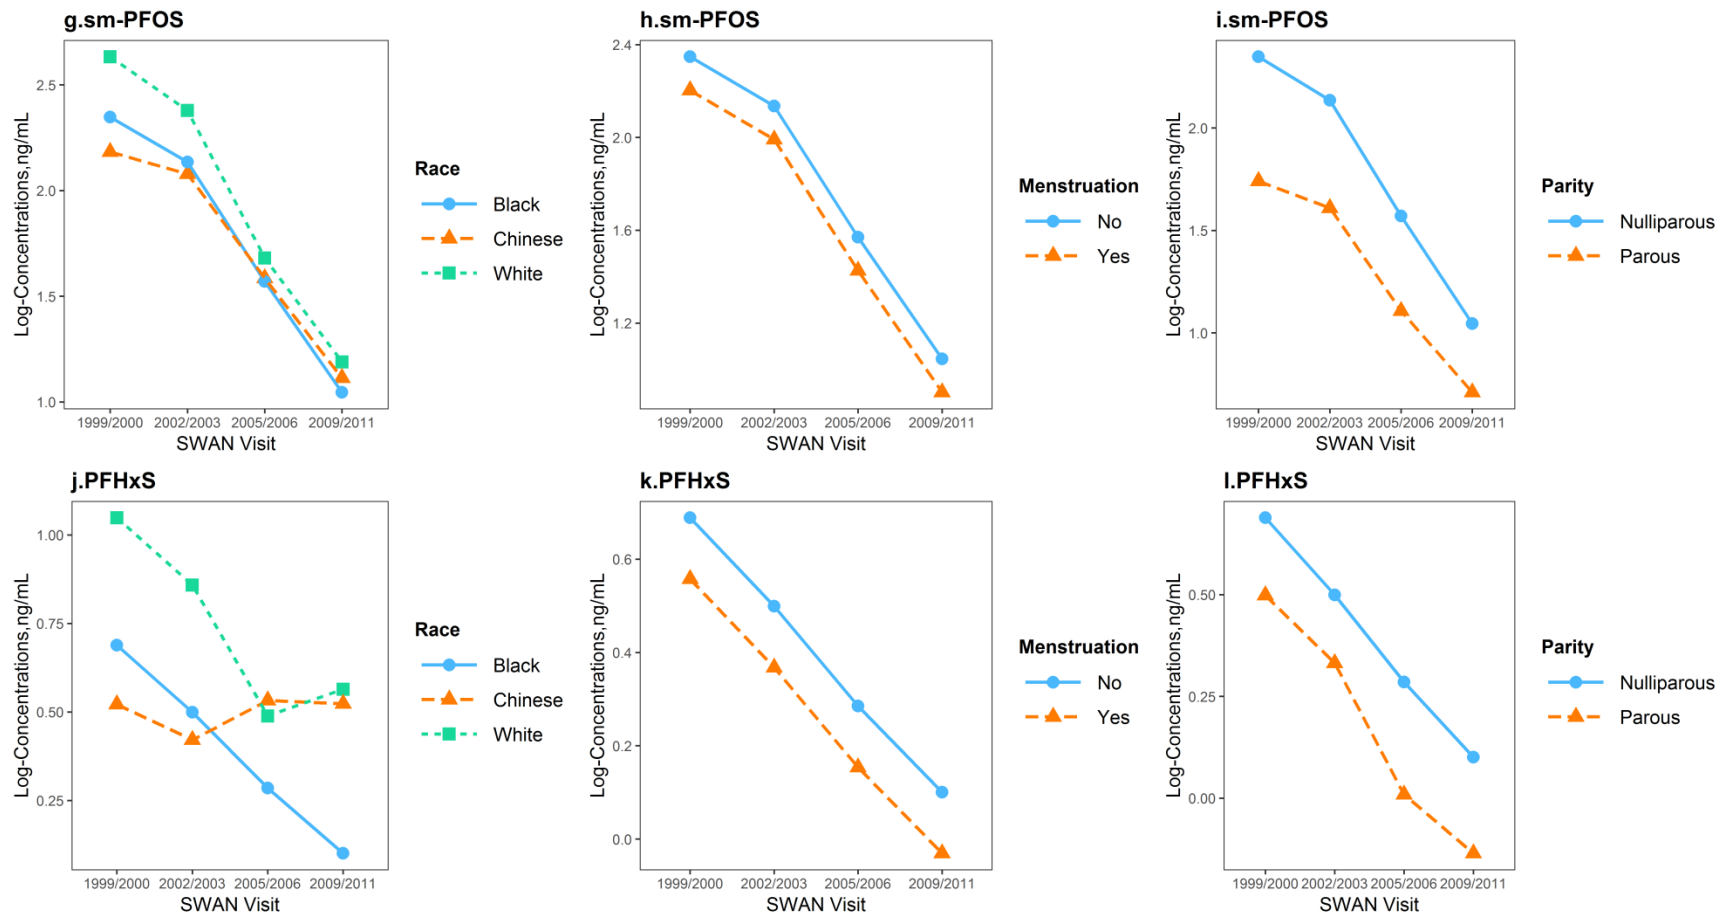 g.sm-PFOS
Log-Concentrations,ng/mL
2.5
2.0
1.5
1.0
1999/2000 2002/2003 2005/2006 2009/2011
SWAN Visit
Race
Black
Chinese
White
h.sm-PFOS
Log-Concentrations,ng/mL
2.4
2.0
1.6
1.2
1999/2000 2002/2003 2005/2006 2009/2011
SWAN Visit
Menstruation
No
Yes
i.sm-PFOS
Log-Concentrations,ng/mL
2.0
1.5
1.0
1999/2000 2002/2003 2005/2006 2009/2011
SWAN Visit
Parity
Nulliparous
Parous
j.PFHxS
Log-Concentrations,ng/mL
1.00
0.75
0.50
0.25
1999/2000 2002/2003 2005/2006 2009/2011
SWAN Visit
Race
Black
Chinese
White
k.PFHxS
Log-Concentrations,ng/mL
0.6
0.4
0.2
0.0
1999/2000 2002/2003 2005/2006 2009/2011
SWAN Visit
Menstruation
No
Yes
l.PFHxS
Log-Concentrations,ng/mL
0.50
0.25
0.00
1999/2000 2002/2003 2005/2006 2009/2011
SWAN Visit
Parity
Nulliparous
Parous